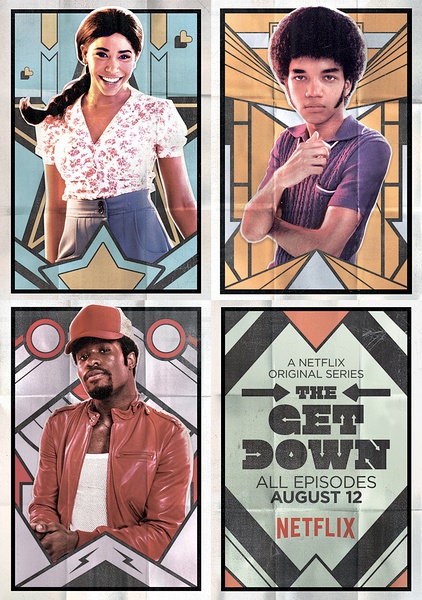 A NETFLIX
ORIGINAL SERIES
THE
GET
DOWN
ALL EPISODES
AUGUST 12
NETFLIX